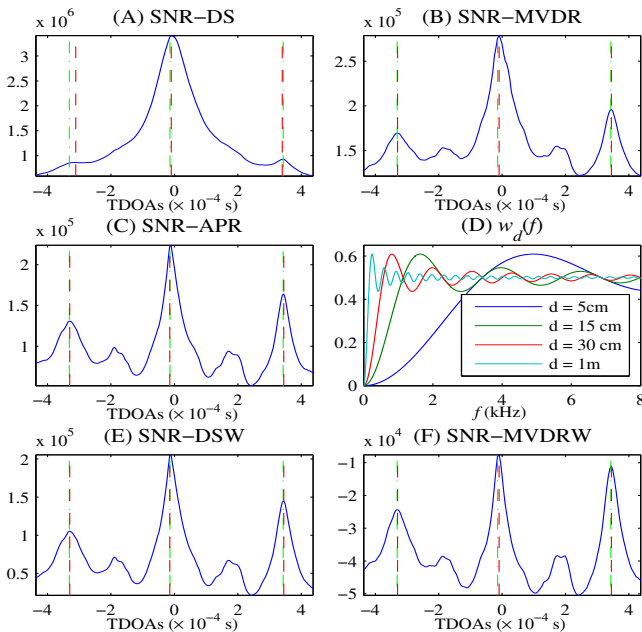 (A) SNR−DS
x 10^6
3
2.5
2
1.5
1
−4 −2 0 2 4
TDOAs (× 10^−4 s)
(B) SNR−MVDR
x 10^5
2.5
2
1.5
−4 −2 0 2 4
TDOAs (× 10^−4 s)
(C) SNR−APR
x 10^5
2
1.5
1
−4 −2 0 2 4
TDOAs (× 10^−4 s)
(D) w_d(f)
0.6
0.4
0.2
0
d = 5cm
d = 15 cm
d = 30 cm
d = 1m
0 2 4 6 8
f (kHz)
(E) SNR−DSW
x 10^5
2
1.5
1
0.5
−4 −2 0 2 4
TDOAs (× 10^−4 s)
(F) SNR−MVDRW
x 10^4
−1
−2
−3
−4
−5
−4 −2 0 2 4
TDOAs (× 10^−4 s)